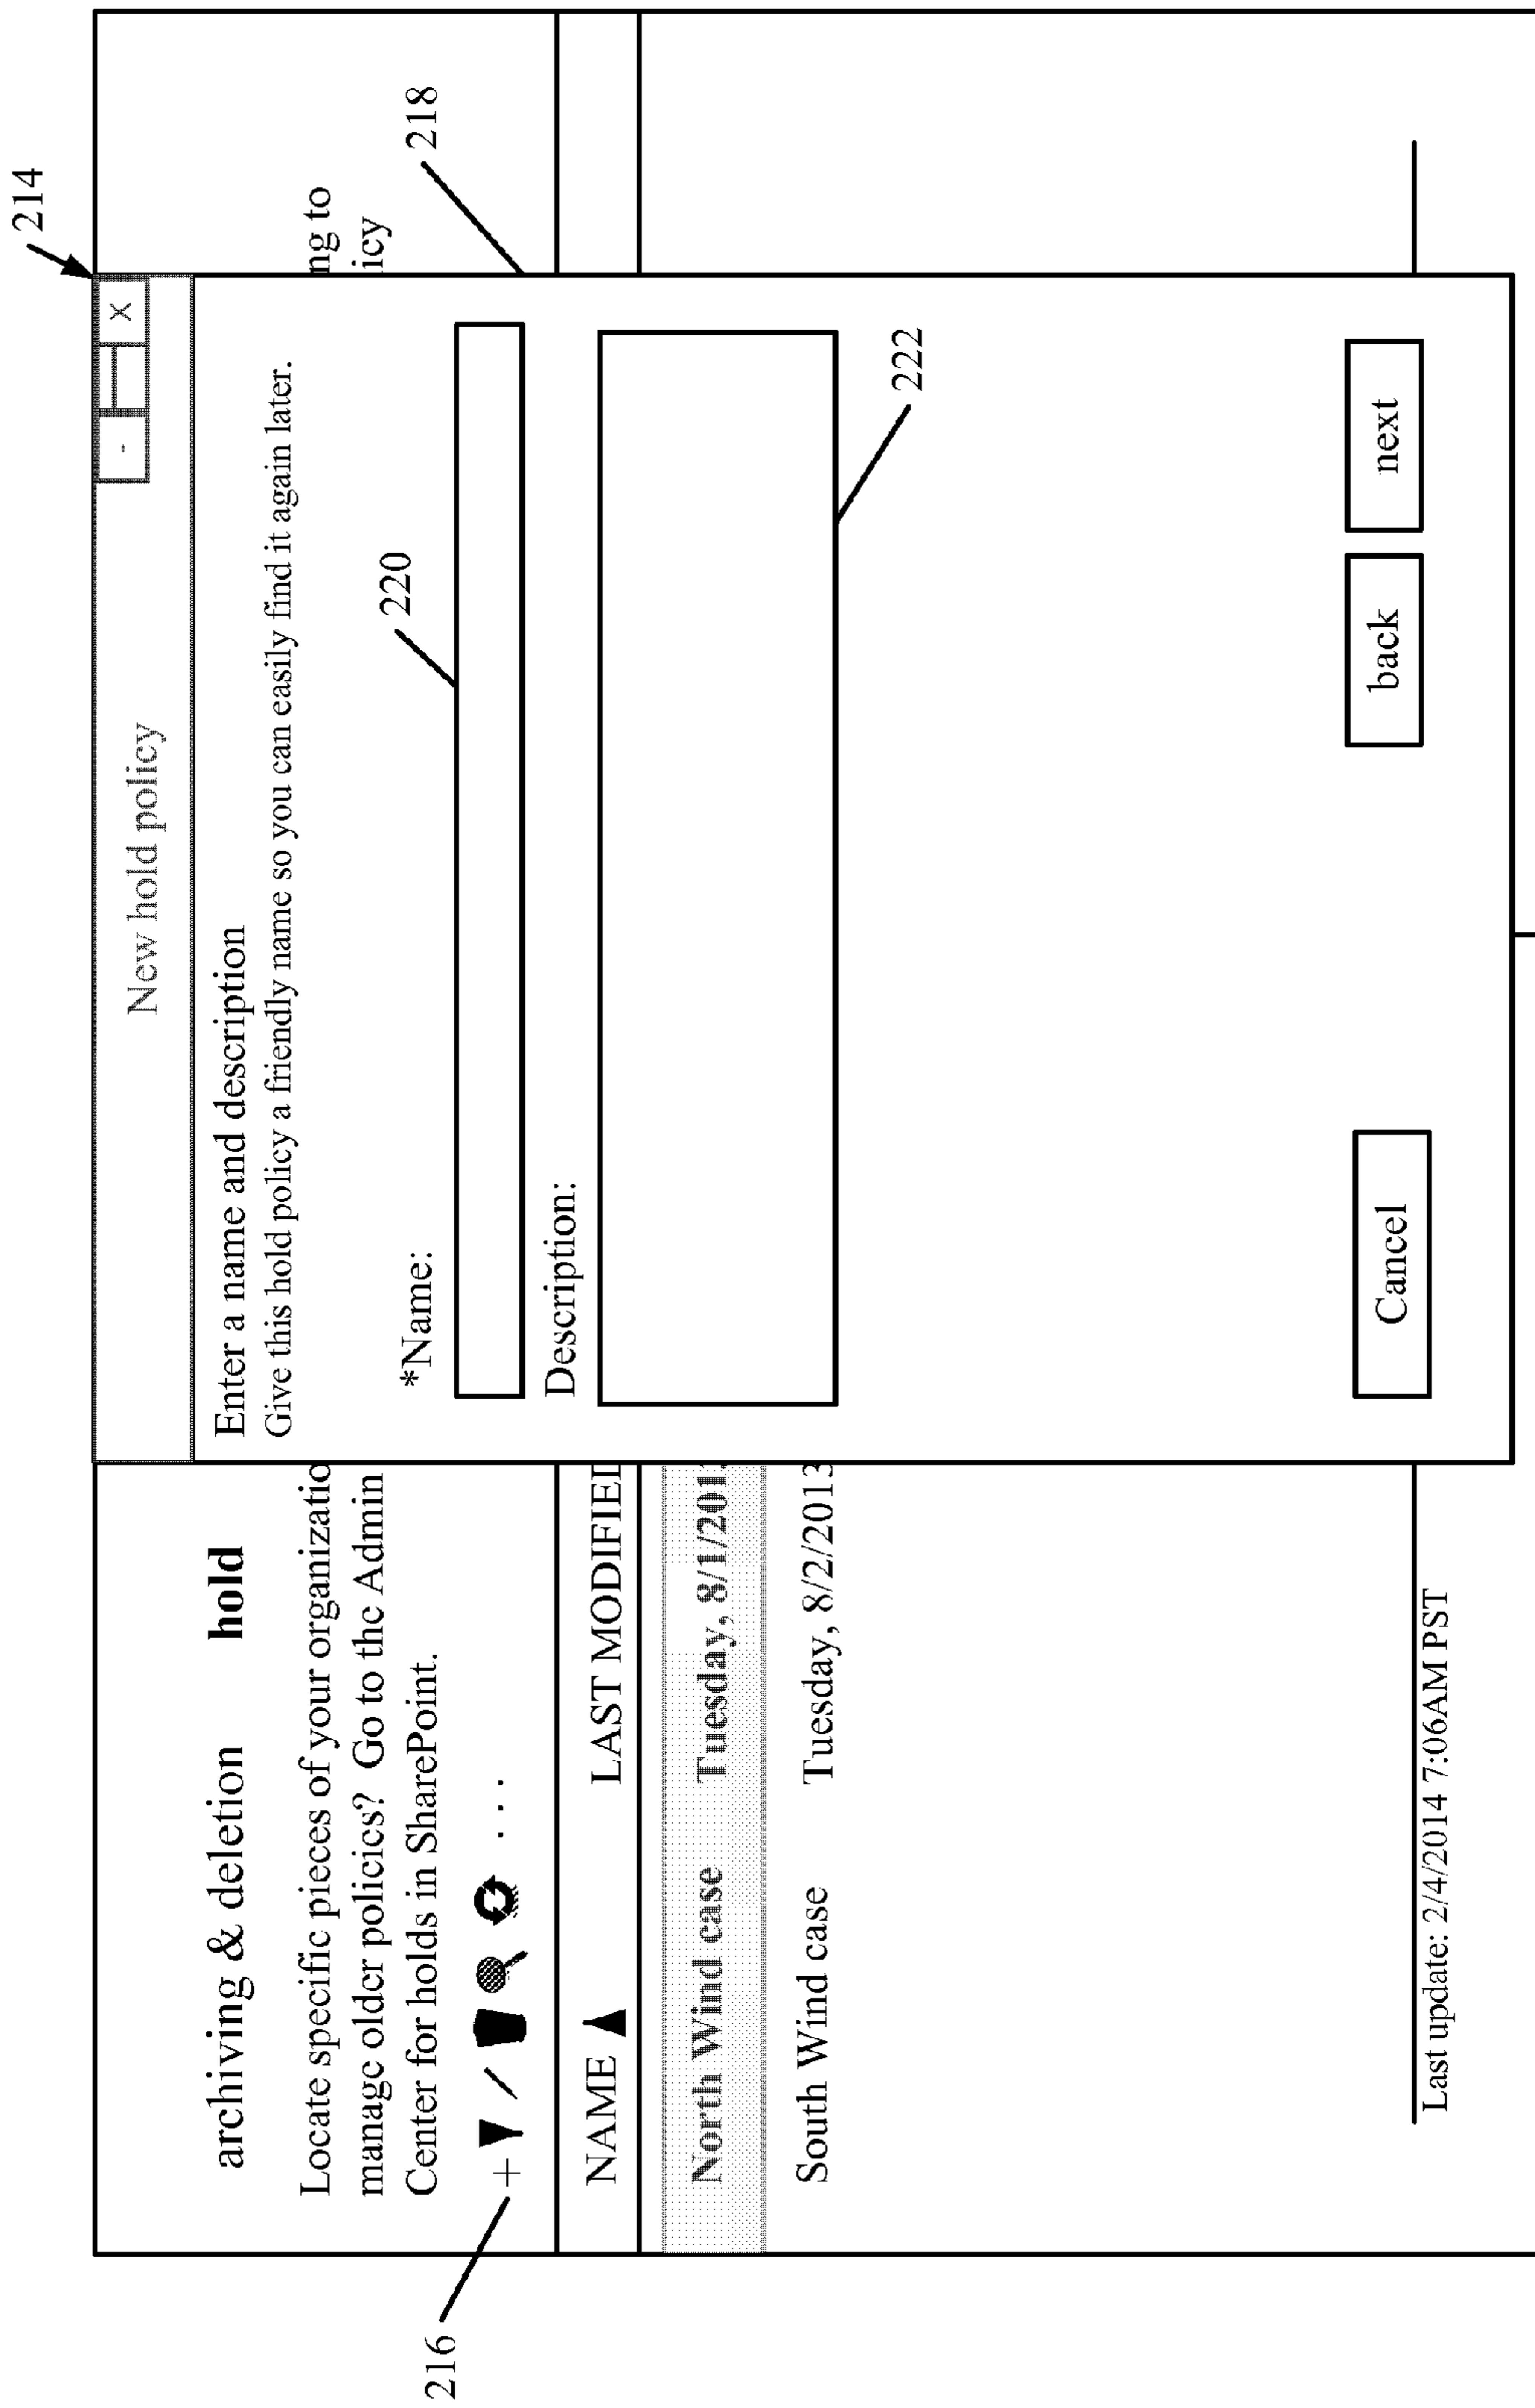 214
New hold policy
- X
archiving & deletion hold
Enter a name and description
Give this hold policy a friendly name so you can easily find it again later.
Locate specific pieces of your organizatio
ng to
manage older policies? Go to the Admin
icy
Center for holds in SharePoint.
*Name:
220
218
216
+ / . . .
NAME LAST MODIFIED
Description:
North Wind case Tuesday, 8/1/2013
South Wind case Tuesday, 8/2/2013
222
Cancel back next
Last update: 2/4/2014 7:06AM PST